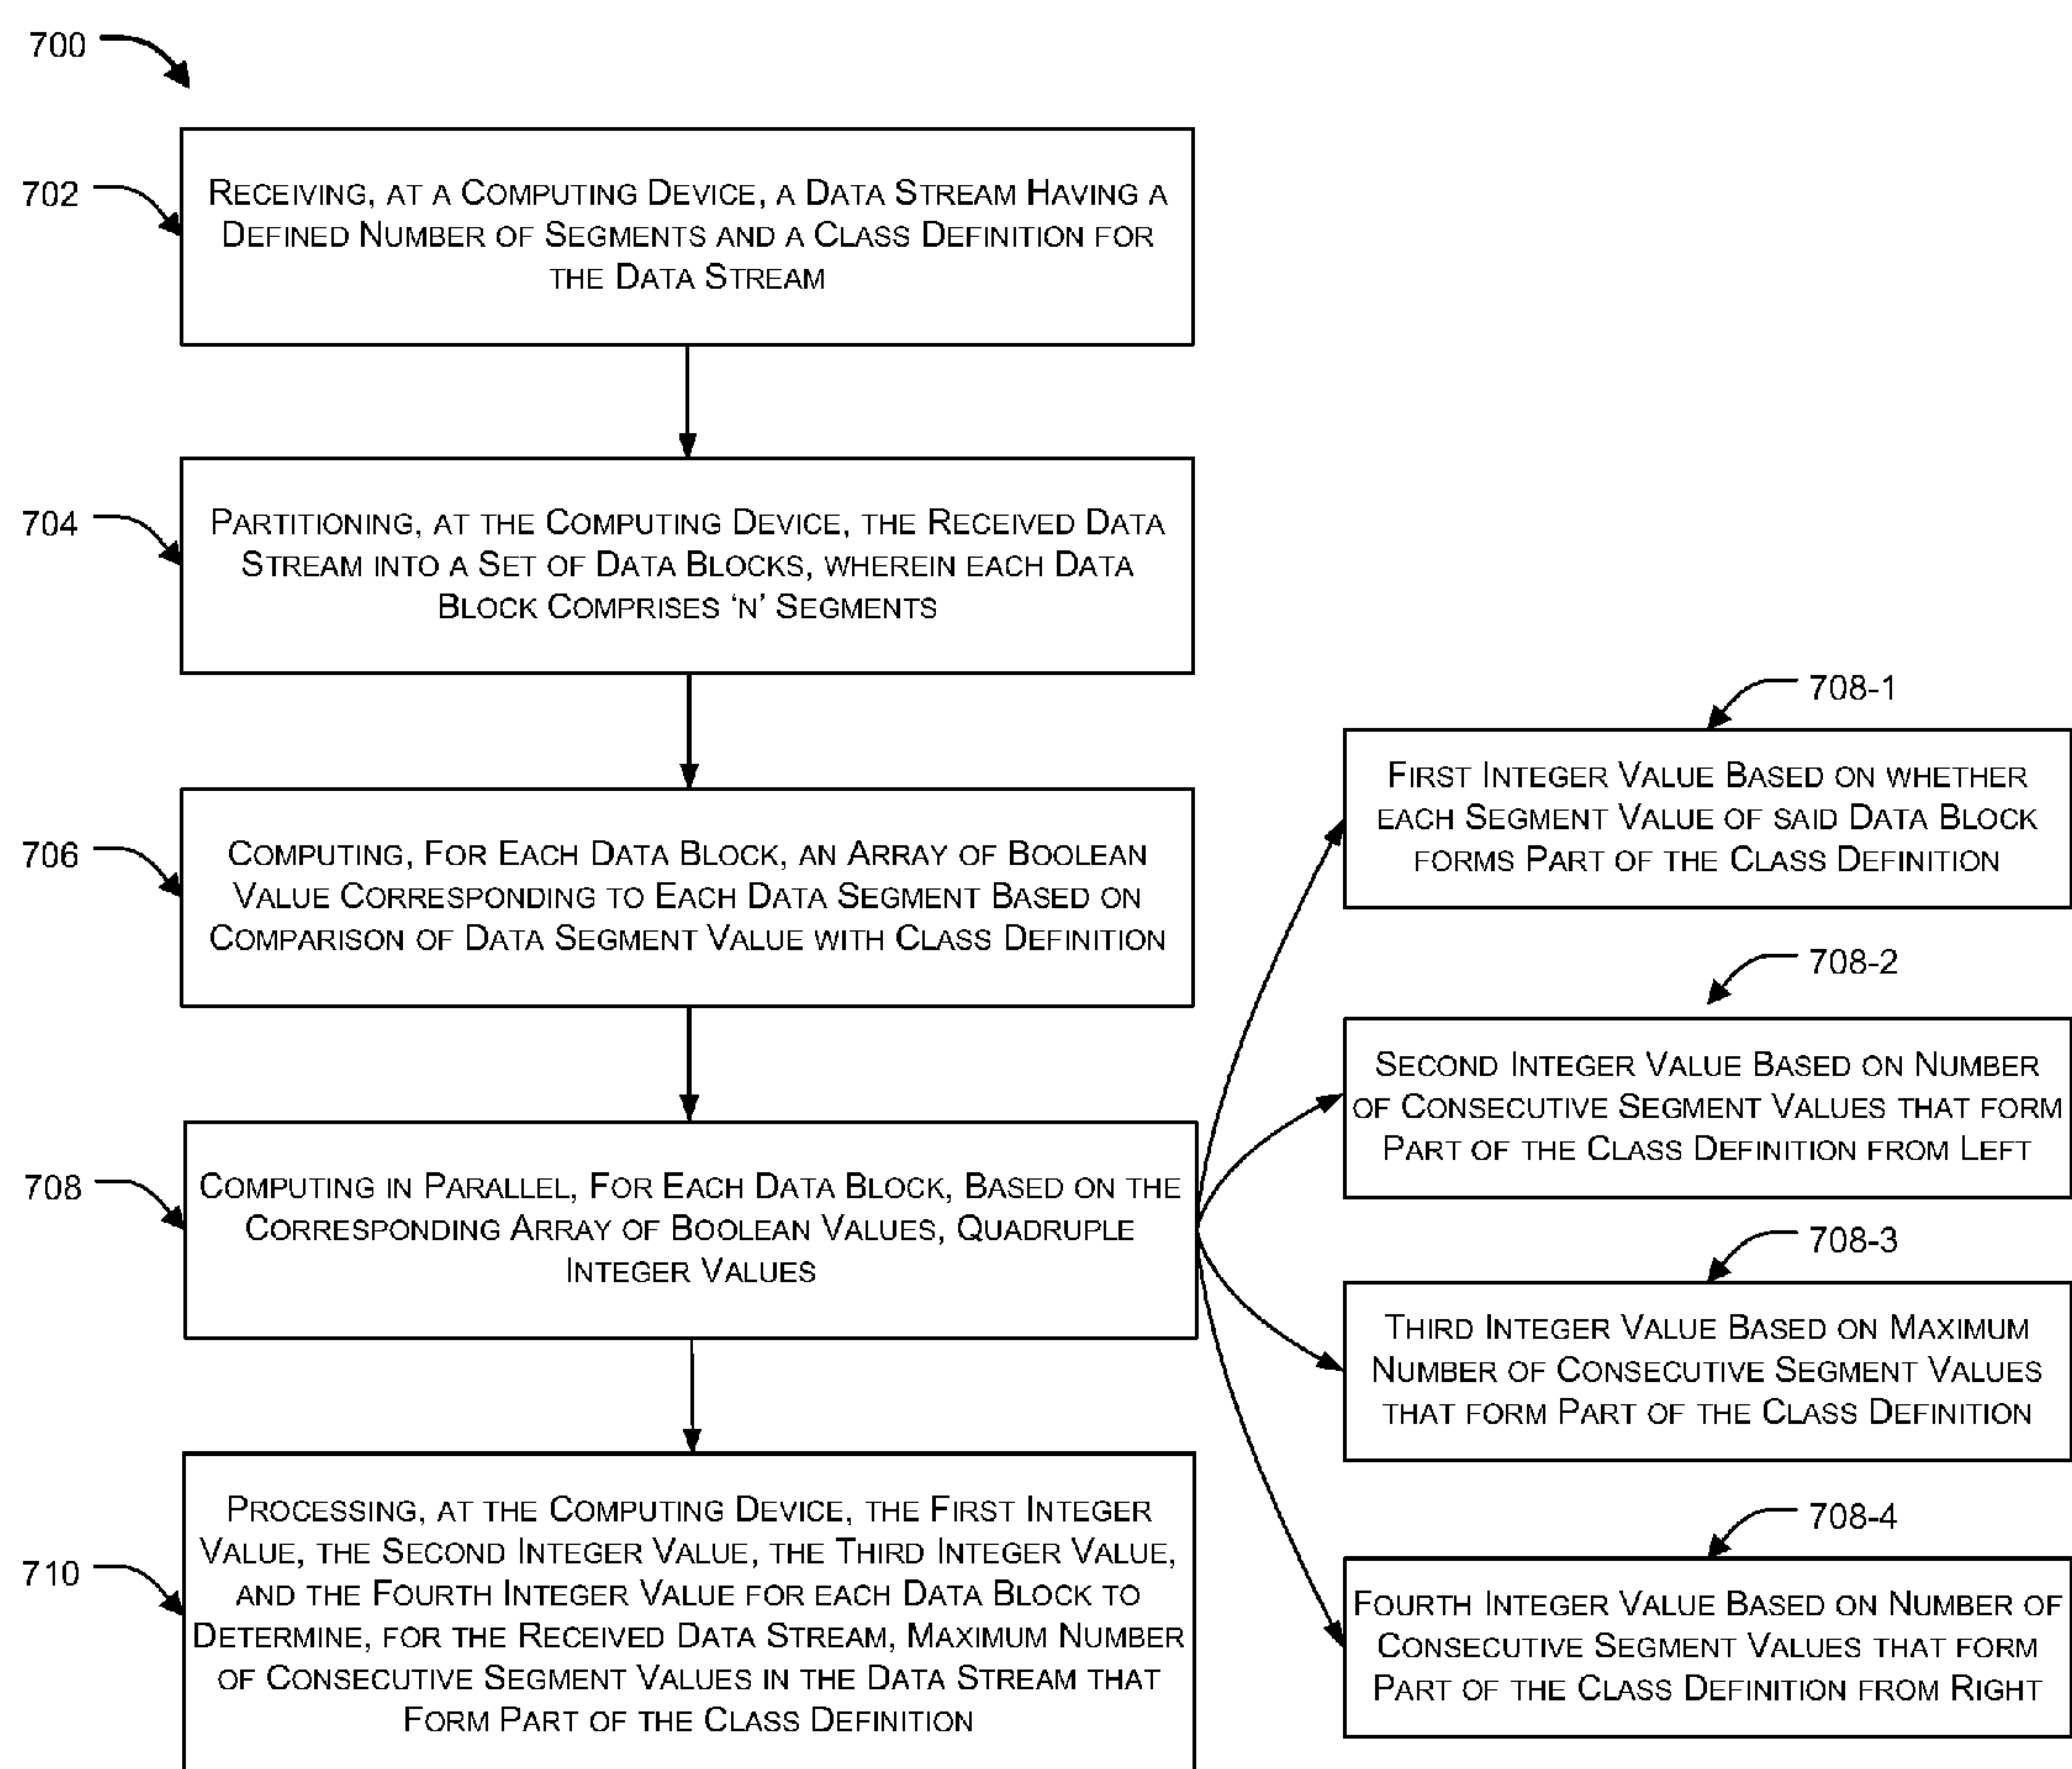 700
702
RECEIVING, AT A COMPUTING DEVICE, A DATA STREAM HAVING A
DEFINED NUMBER OF SEGMENTS AND A CLASS DEFINITION FOR
THE DATA STREAM
704
PARTITIONING, AT THE COMPUTING DEVICE, THE RECEIVED DATA
STREAM INTO A SET OF DATA BLOCKS, WHEREIN EACH DATA
BLOCK COMPRISES ‘N’ SEGMENTS
706
COMPUTING, FOR EACH DATA BLOCK, AN ARRAY OF BOOLEAN
VALUE CORRESPONDING TO EACH DATA SEGMENT BASED ON
COMPARISON OF DATA SEGMENT VALUE WITH CLASS DEFINITION
708
COMPUTING IN PARALLEL, FOR EACH DATA BLOCK, BASED ON THE
CORRESPONDING ARRAY OF BOOLEAN VALUES, QUADRUPLE
INTEGER VALUES
708-1
FIRST INTEGER VALUE BASED ON WHETHER
EACH SEGMENT VALUE OF SAID DATA BLOCK
FORMS PART OF THE CLASS DEFINITION
708-2
SECOND INTEGER VALUE BASED ON NUMBER
OF CONSECUTIVE SEGMENT VALUES THAT FORM
PART OF THE CLASS DEFINITION FROM LEFT
708-3
THIRD INTEGER VALUE BASED ON MAXIMUM
NUMBER OF CONSECUTIVE SEGMENT VALUES
THAT FORM PART OF THE CLASS DEFINITION
708-4
FOURTH INTEGER VALUE BASED ON NUMBER OF
CONSECUTIVE SEGMENT VALUES THAT FORM
PART OF THE CLASS DEFINITION FROM RIGHT
710
PROCESSING, AT THE COMPUTING DEVICE, THE FIRST INTEGER
VALUE, THE SECOND INTEGER VALUE, THE THIRD INTEGER VALUE,
AND THE FOURTH INTEGER VALUE FOR EACH DATA BLOCK TO
DETERMINE, FOR THE RECEIVED DATA STREAM, MAXIMUM NUMBER
OF CONSECUTIVE SEGMENT VALUES IN THE DATA STREAM THAT
FORM PART OF THE CLASS DEFINITION